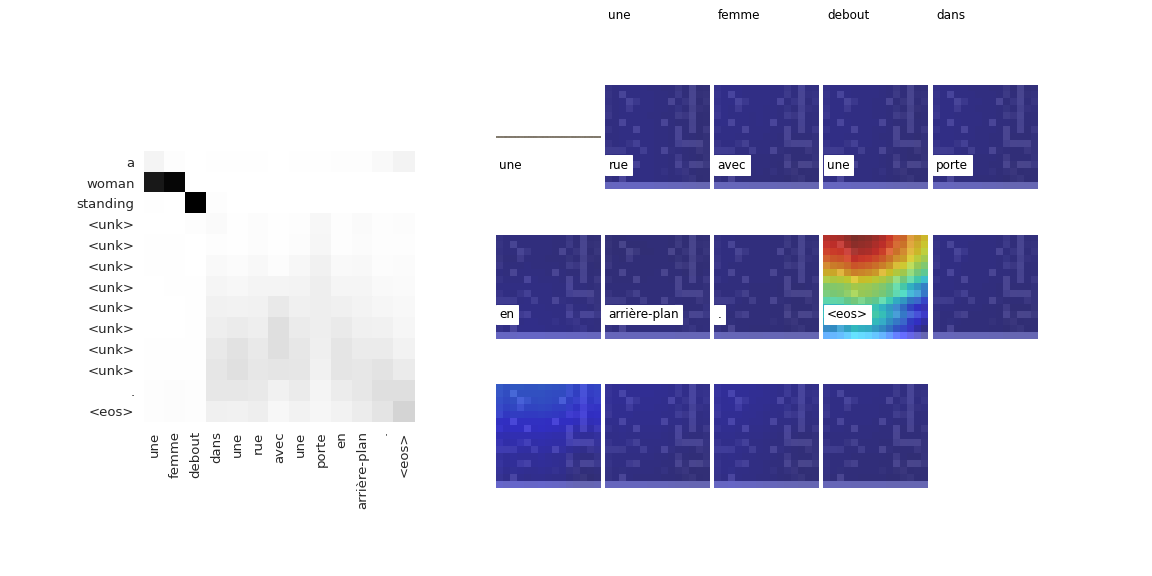 a
woman
standing
<unk>
<unk>
<unk>
<unk>
<unk>
<unk>
<unk>
<unk>
.
<eos>
une
femme
debout
dans
une
rue
avec
une
porte
en
arrière-plan
.
<eos>
une femme debout dans
une rue avec une porte
en arrière-plan . <eos>